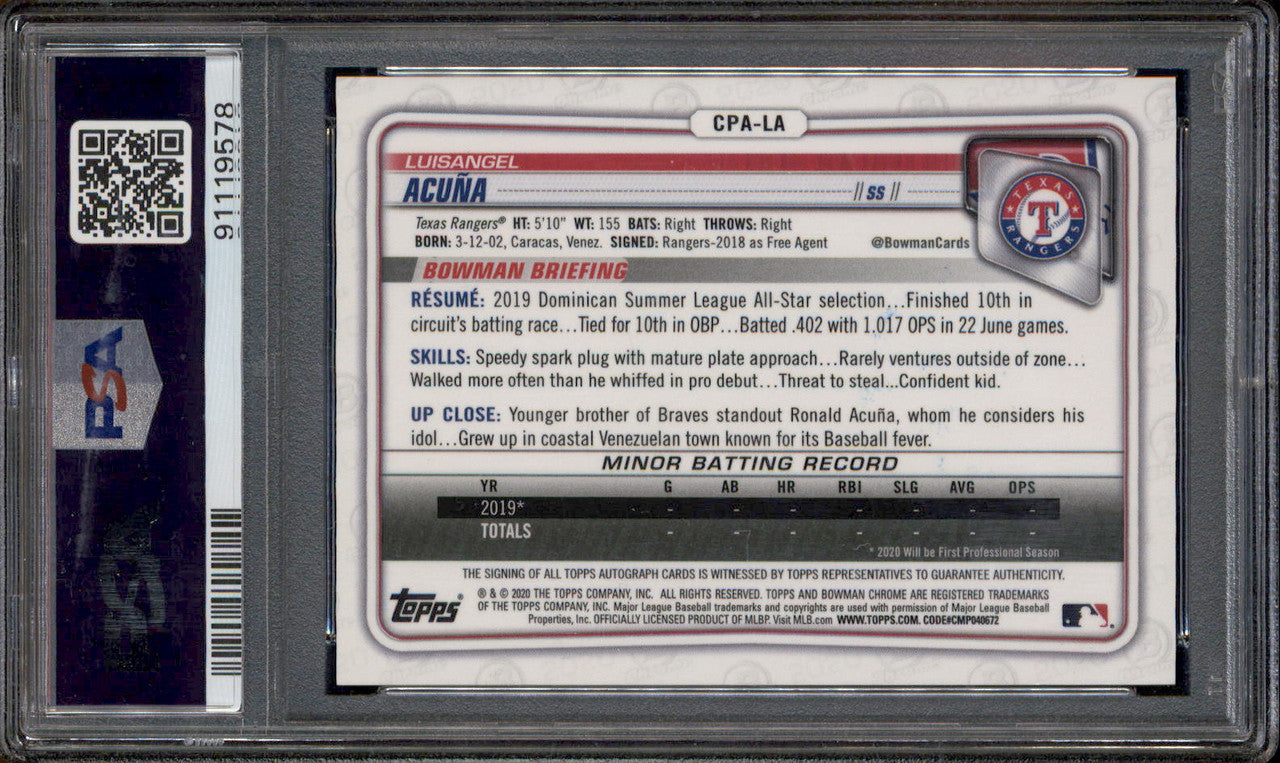 91119578
PSA
CPA-LA
LUISANGEL
ACUÑA // SS //
TEXAS
T
RANGERS
Texas Rangers® HT: 5'10" WT: 155 BATS: Right THROWS: Right
BORN: 3-12-02, Caracas, Venez. SIGNED: Rangers-2018 as Free Agent @BowmanCards
BOWMAN BRIEFING
RÉSUMÉ: 2019 Dominican Summer League All-Star selection...Finished 10th in
circuit's batting race...Tied for 10th in OBP...Batted .402 with 1.017 OPS in 22 June games.
SKILLS: Speedy spark plug with mature plate approach...Rarely ventures outside of zone...
Walked more often than he whiffed in pro debut...Threat to steal...Confident kid.
UP CLOSE: Younger brother of Braves standout Ronald Acuña, whom he considers his
idol...Grew up in coastal Venezuelan town known for its Baseball fever.
MINOR BATTING RECORD
YR G AB HR RBI SLG AVG OPS
2019* - - - - - - -
TOTALS - - - - - - -
* 2020 Will be First Professional Season
THE SIGNING OF ALL TOPPS AUTOGRAPH CARDS IS WITNESSED BY TOPPS REPRESENTATIVES TO GUARANTEE AUTHENTICITY.
topps® ® & © 2020 THE TOPPS COMPANY, INC. ALL RIGHTS RESERVED. TOPPS AND BOWMAN CHROME ARE REGISTERED TRADEMARKS
OF THE TOPPS COMPANY, INC. Major League Baseball trademarks and copyrights are used with permission of Major League Baseball
Properties, Inc. OFFICIALLY LICENSED PRODUCT OF MLBP. Visit MLB.com WWW.TOPPS.COM. CODE#CMP040672